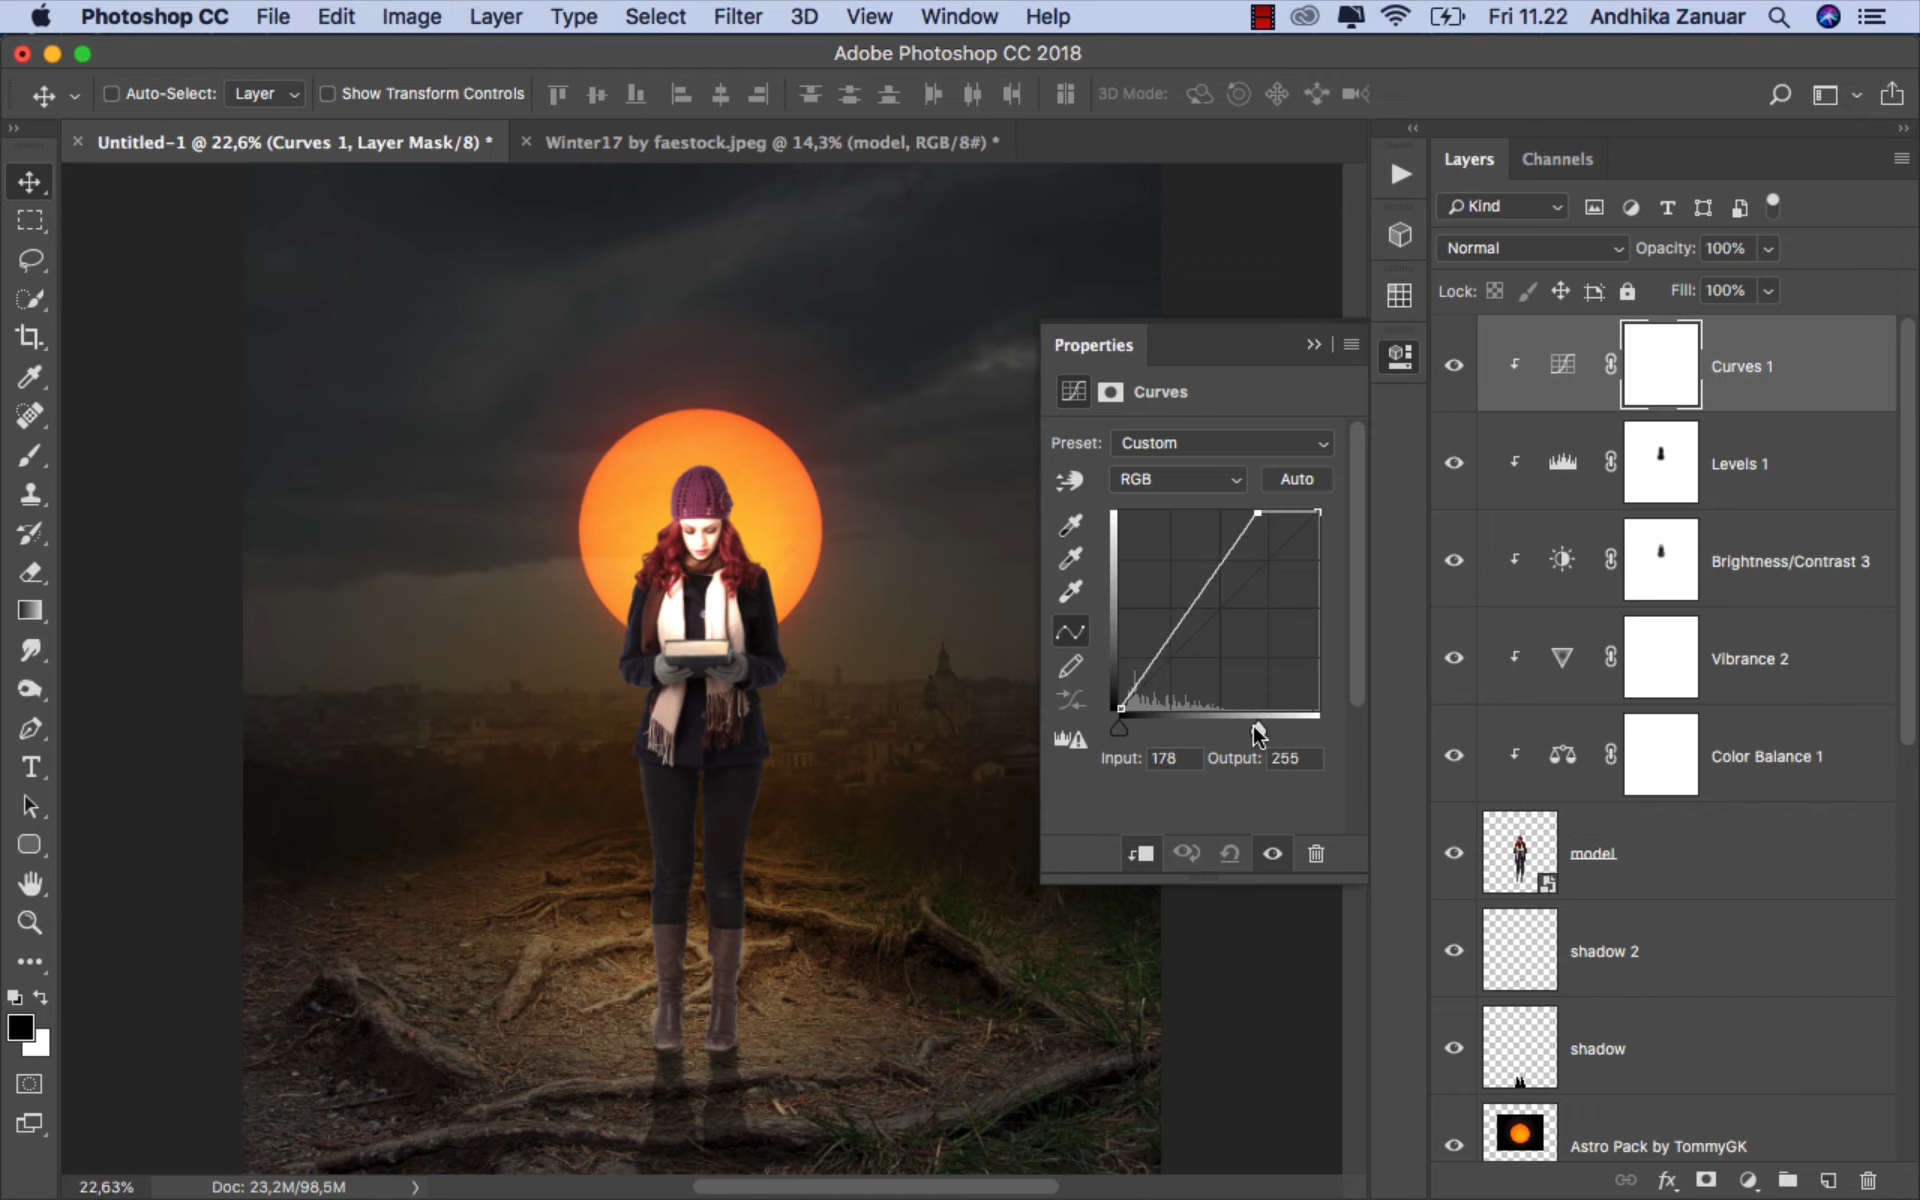 Photoshop CC File Edit Image Layer Type Select Filter 3D View Window Help Fri 11.22 Andhika Zanuar
Adobe Photoshop CC 2018
Auto-Select: Layer Show Transform Controls 3D Mode:
Untitled-1 @ 22,6% (Curves 1, Layer Mask/8) * Winter17 by faestock.jpeg @ 14,3% (model, RGB/8#) *
Layers Channels
Kind
Normal Opacity: 100%
Lock: Fill: 100%
Properties
Curves
Preset: Custom
RGB Auto
Input: 178 Output: 255
Curves 1
Levels 1
Brightness/Contrast 3
Vibrance 2
Color Balance 1
model
shadow 2
shadow
Astro Pack by TommyGK
22,63% Doc: 23,2M/98,5M